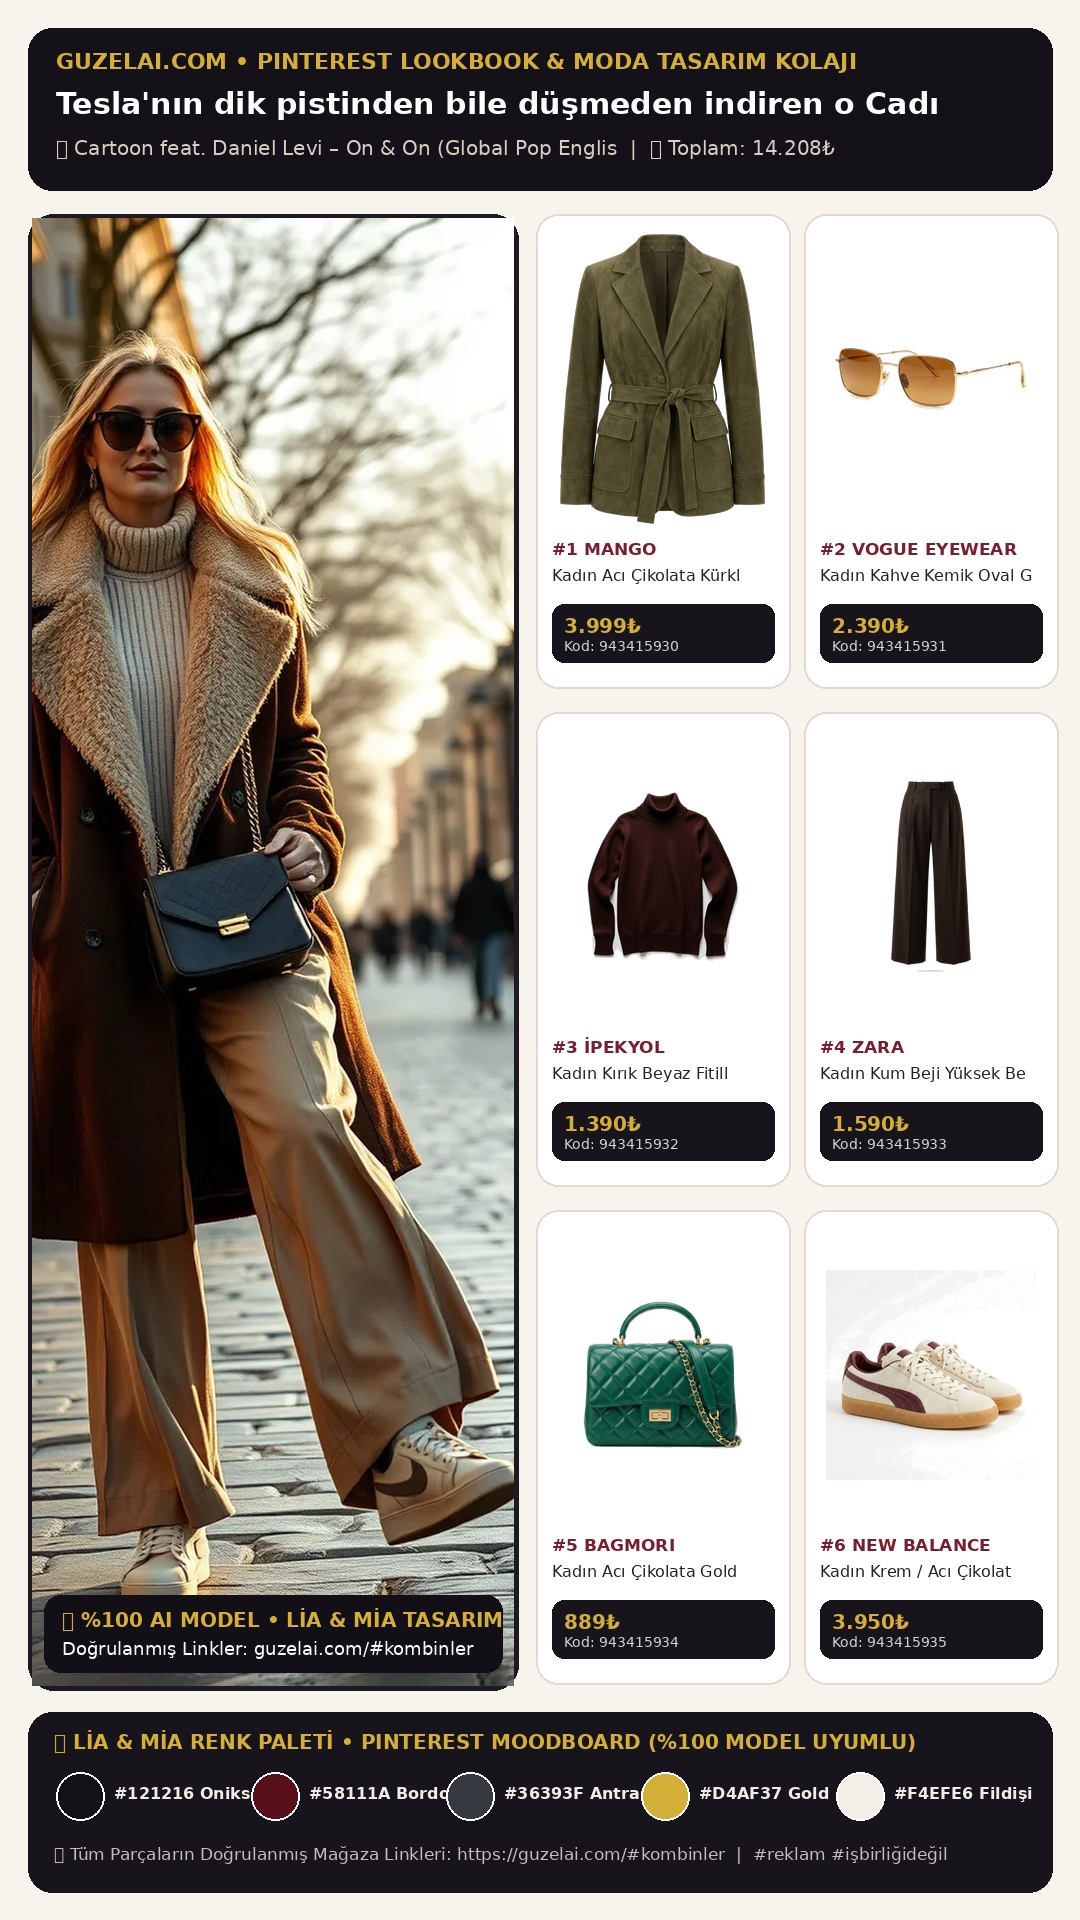 GUZELAI.COM • PINTEREST LOOKBOOK & MODA TASARIM KOLAJI
Tesla'nın dik pistinden bile düşmeden indiren o Cadı
Cartoon feat. Daniel Levi – On & On (Global Pop Englis | Toplam: 14.208₺
#1 MANGO
Kadın Acı Çikolata Kürkl
3.999₺
Kod: 943415930
#2 VOGUE EYEWEAR
Kadın Kahve Kemik Oval G
2.390₺
Kod: 943415931
#3 İPEKYOL
Kadın Kırık Beyaz Fitill
1.390₺
Kod: 943415932
#4 ZARA
Kadın Kum Beji Yüksek Be
1.590₺
Kod: 943415933
#5 BAGMORI
Kadın Acı Çikolata Gold
889₺
Kod: 943415934
#6 NEW BALANCE
Kadın Krem / Acı Çikolat
3.950₺
Kod: 943415935
%100 AI MODEL • LİA & MİA TASARIM
Doğrulanmış Linkler: guzelai.com/#kombinler
LİA & MİA RENK PALETİ • PINTEREST MOODBOARD (%100 MODEL UYUMLU)
#121216 Oniks #58111A Bordo #36393F Antra #D4AF37 Gold #F4EFE6 Fildişi
Tüm Parçaların Doğrulanmış Mağaza Linkleri: https://guzelai.com/#kombinler | #reklam #işbirliğideğil